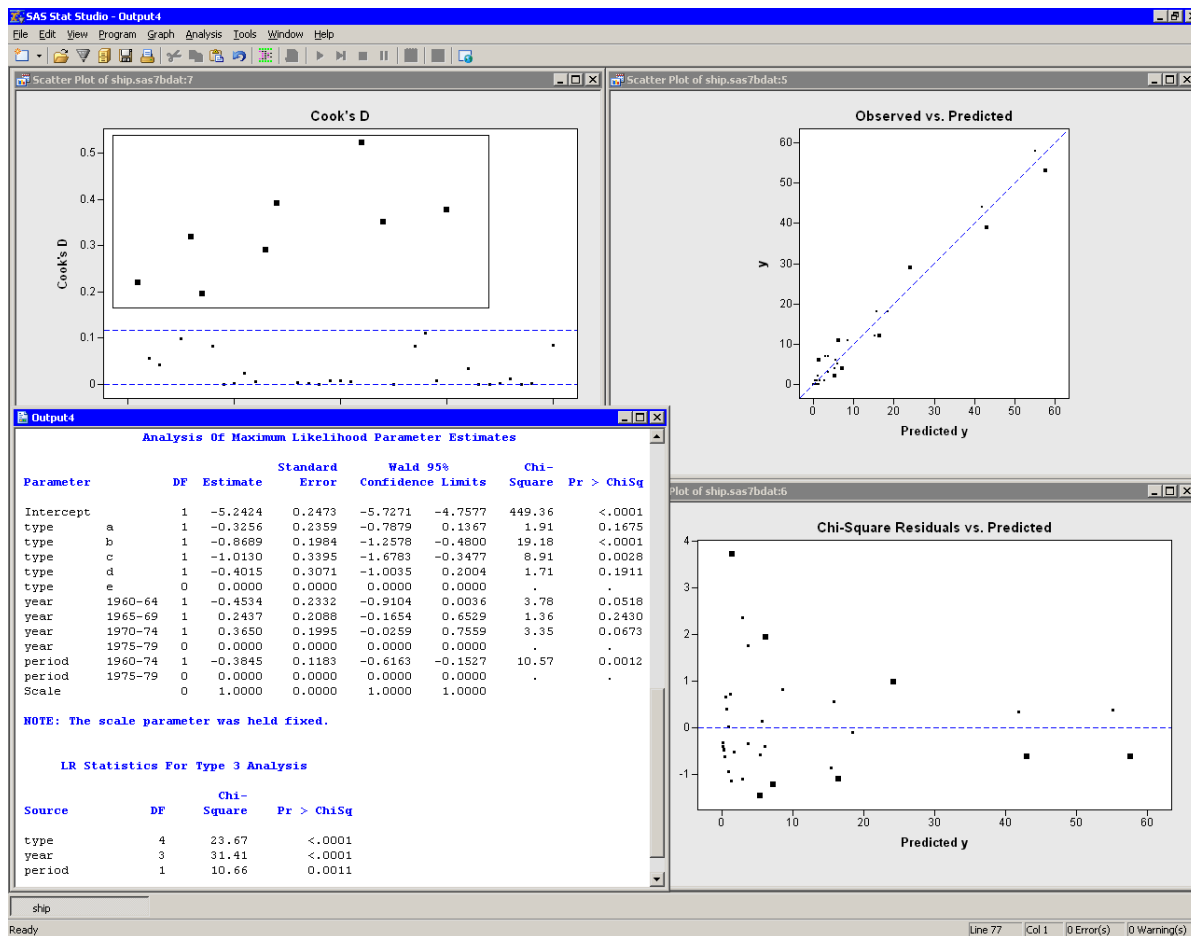 SAS Stat Studio - Output4
File Edit View Program Graph Analysis Tools Window Help
Scatter Plot of ship.sas7bdat:7
Cook's D
0.5
0.4
0.3
0.2
0.1
0
Cook's D
Scatter Plot of ship.sas7bdat:5
Observed vs. Predicted
60
50
40
30
20
10
0
y
0 10 20 30 40 50 60
Predicted y
Output4
Analysis Of Maximum Likelihood Parameter Estimates
Standard Wald 95% Chi-
Parameter DF Estimate Error Confidence Limits Square Pr > ChiSq
Intercept 1 -5.2424 0.2473 -5.7271 -4.7577 449.36 <.0001
type a 1 -0.3256 0.2359 -0.7879 0.1367 1.91 0.1675
type b 1 -0.8689 0.1984 -1.2578 -0.4800 19.18 <.0001
type c 1 -1.0130 0.3395 -1.6783 -0.3477 8.91 0.0028
type d 1 -0.4015 0.3071 -1.0035 0.2004 1.71 0.1911
type e 0 0.0000 0.0000 0.0000 0.0000 . .
year 1960-64 1 -0.4534 0.2332 -0.9104 0.0036 3.78 0.0518
year 1965-69 1 0.2437 0.2088 -0.1654 0.6529 1.36 0.2430
year 1970-74 1 0.3650 0.1995 -0.0259 0.7559 3.35 0.0673
year 1975-79 0 0.0000 0.0000 0.0000 0.0000 . .
period 1960-74 1 -0.3845 0.1183 -0.6163 -0.1527 10.57 0.0012
period 1975-79 0 0.0000 0.0000 0.0000 0.0000 . .
Scale 0 1.0000 0.0000 1.0000 1.0000
NOTE: The scale parameter was held fixed.
LR Statistics For Type 3 Analysis
Chi-
Source DF Square Pr > ChiSq
type 4 23.67 <.0001
year 3 31.41 <.0001
period 1 10.66 0.0011
Plot of ship.sas7bdat:6
Chi-Square Residuals vs. Predicted
4
3
2
1
0
-1
0 10 20 30 40 50 60
Predicted y
ship
Ready
Line 77 Col 1 0 Error(s) 0 Warning(s)